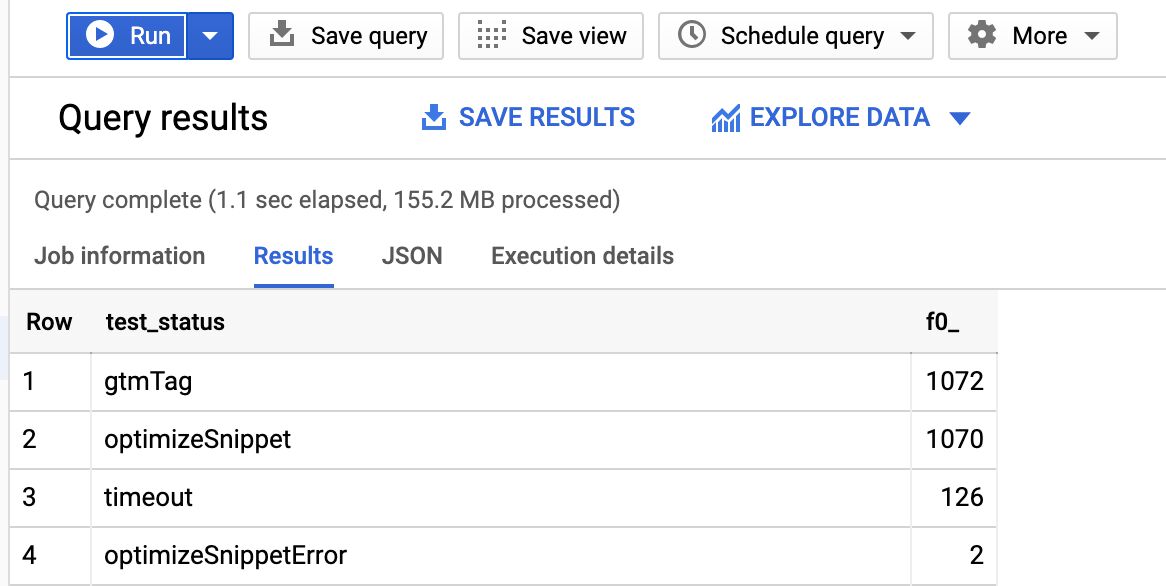 Run Save query Save view Schedule query More
Query results SAVE RESULTS EXPLORE DATA
Query complete (1.1 sec elapsed, 155.2 MB processed)
Job information Results JSON Execution details
Row test_status f0_
1 gtmTag 1072
2 optimizeSnippet 1070
3 timeout 126
4 optimizeSnippetError 2